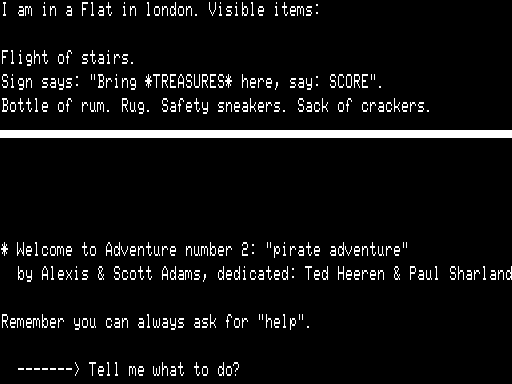 I am in a Flat in london. Visible items:
Flight of stairs.
Sign says: "Bring *TREASURES* here, say: SCORE".
Bottle of rum. Rug. Safety sneakers. Sack of crackers.
* Welcome to Adventure number 2: "pirate adventure"
by Alexis & Scott Adams, dedicated: Ted Heeren & Paul Sharland
Remember you can always ask for "help".
-------> Tell me what to do?